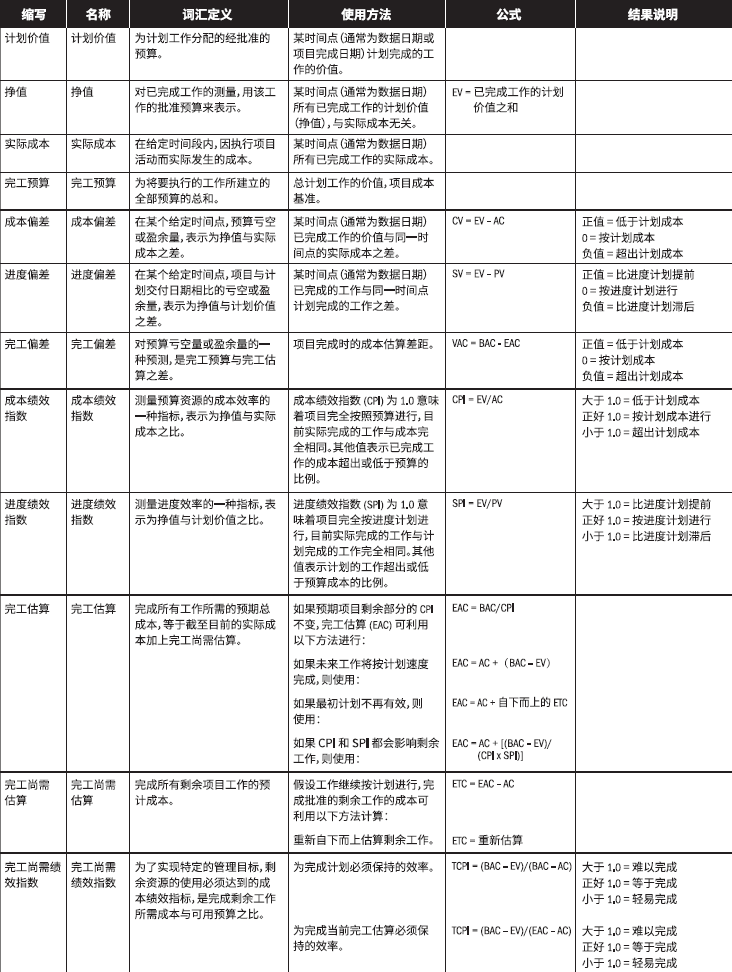 缩写 名称 词汇定义 使用方法 公式 结果说明
计划价值 计划价值 为计划工作分配的经批准的 某时间点(通常为数据日期或
预算。 项目完成日期)计划完成的工
作的价值。
挣值 挣值 对已完成工作的测量,用该工 某时间点(通常为数据日期) EV = 已完成工作的计划
作的批准预算来表示。 所有已完成工作的计划价值 价值之和
(挣值),与实际成本无关。
实际成本 实际成本 在给定时间段内,因执行项目 某时间点(通常为数据日期)
活动而实际发生的成本。 所有已完成工作的实际成本。
完工预算 完工预算 为将要执行的工作所建立的 总计划工作的价值,项目成本
全部预算的总和。 基准。
成本偏差 成本偏差 在某个给定时间点,预算亏空 某时间点(通常为数据日期) CV = EV – AC 正值 = 低于计划成本
或盈余量,表示为挣值与实际 已完成工作的价值与同一时 0 = 按计划成本
成本之差。 间点的实际成本之差。 负值 = 超出计划成本
进度偏差 进度偏差 在某个给定时间点,项目与计 某时间点(通常为数据日期) SV = EV – PV 正值 = 比进度计划提前
划交付日期相比的亏空或盈 已完成的工作与同一时间点 0 = 按进度计划进行
余量,表示为挣值与计划价值 计划完成的工作之差。 负值 = 比进度计划滞后
之差。
完工偏差 完工偏差 对预算亏空量或盈余量的一 项目完成时的成本估算差距。 VAC = BAC - EAC 正值 = 低于计划成本
种预测,是完工预算与完工估 0 = 按计划成本
算之差。 负值 = 超出计划成本
成本绩效 成本绩效 测量预算资源的成本效率的 成本绩效指数 (CPI) 为 1.0 意味 CPI = EV/AC 大于 1.0 = 低于计划成本
指数 指数 一种指标,表示为挣值与实际 着项目完全按照预算进行,目 正好 1.0 = 按计划成本进行
成本之比。 前实际完成的工作与成本完 小于 1.0 = 超出计划成本
全相同。其他值表示已完成工
作的成本超出或低于预算的
比例。
进度绩效 进度绩效 测量进度效率的一种指标,表 进度绩效指数 (SPI) 为 1.0 意 SPI = EV/PV 大于 1.0 = 比进度计划提前
指数 指数 示为挣值与计划价值之比。 味着项目完全按进度计划进 正好 1.0 = 按进度计划进行
行,目前实际完成的工作与计 小于 1.0 = 比进度计划滞后
划完成的工作完全相同。其他
值表示计划的工作超出或低
于预算成本的比例。
完工估算 完工估算 完成所有工作所需的预期总 如果预期项目剩余部分的 CPI EAC = BAC/CPI
成本,等于截至目前的实际成 不变,完工估算 (EAC) 可利用
本加上完工尚需估算。 以下方法进行:
如果未来工作将按计划速度 EAC = AC + (BAC – EV)
完成,则使用:
如果最初计划不再有效,则 EAC = AC + 自下而上的 ETC
使用:
如果 CPI 和 SPI 都会影响剩余 EAC = AC + [(BAC – EV)/
工作,则使用: (CPI x SPI)]
完工尚需 完工尚需 完成所有剩余项目工作的预 假设工作继续按计划进行,完 ETC = EAC – AC
估算 估算 计成本。 成批准的剩余工作的成本可
利用以下方法计算:
重新自下而上估算剩余工作。 ETC = 重新估算
完工尚需绩 完工尚需 为了实现特定的管理目标,剩 为完成计划必须保持的效率。 TCPI = (BAC – EV)/(BAC – AC) 大于 1.0 = 难以完成
效指数 绩效指数 余资源的使用必须达到的成 正好 1.0 = 等于完成
本绩效指标,是完成剩余工作 小于 1.0 = 轻易完成
所需成本与可用预算之比。
为完成当前完工估算必须保 TCPI = (BAC – EV)/(EAC – AC) 大于 1.0 = 难以完成
持的效率。 正好 1.0 = 等于完成
小于 1.0 = 轻易完成